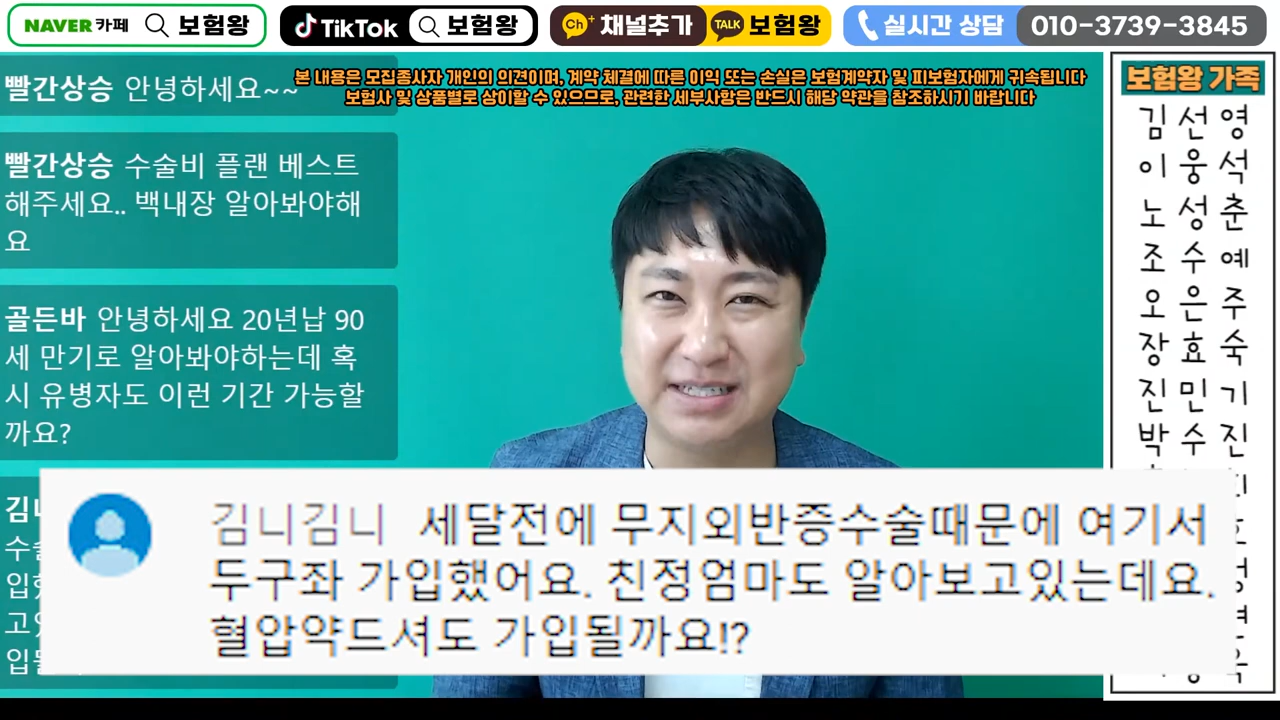 NAVER 카페 보험왕
TikTok 보험왕
Ch+ 채널추가 TALK 보험왕
실시간 상담 010-3739-3845
본 내용은 모집종사자 개인의 의견이며, 계약 체결에 따른 이익 또는 손실은 보험계약자 및 피보험자에게 귀속됩니다
보험사 및 상품별로 상이할 수 있으므로, 관련한 세부사항은 반드시 해당 약관을 참조하시기 바랍니다
빨간상승 안녕하세요~~
빨간상승 수술비 플랜 베스트
해주세요.. 백내장 알아봐야해
요
골든바 안녕하세요 20년납 90
세 만기로 알아봐야하는데 혹
시 유병자도 이런 기간 가능할
까요?
김니김니 세달전에 무지외반증수술때문에 여기서
두구좌 가입했어요. 친정엄마도 알아보고있는데요.
혈압약드셔도 가입될까요!?
보험왕 가족
김선영
이웅석
노성춘
조수예
오은주
장효숙
진민기
박수진